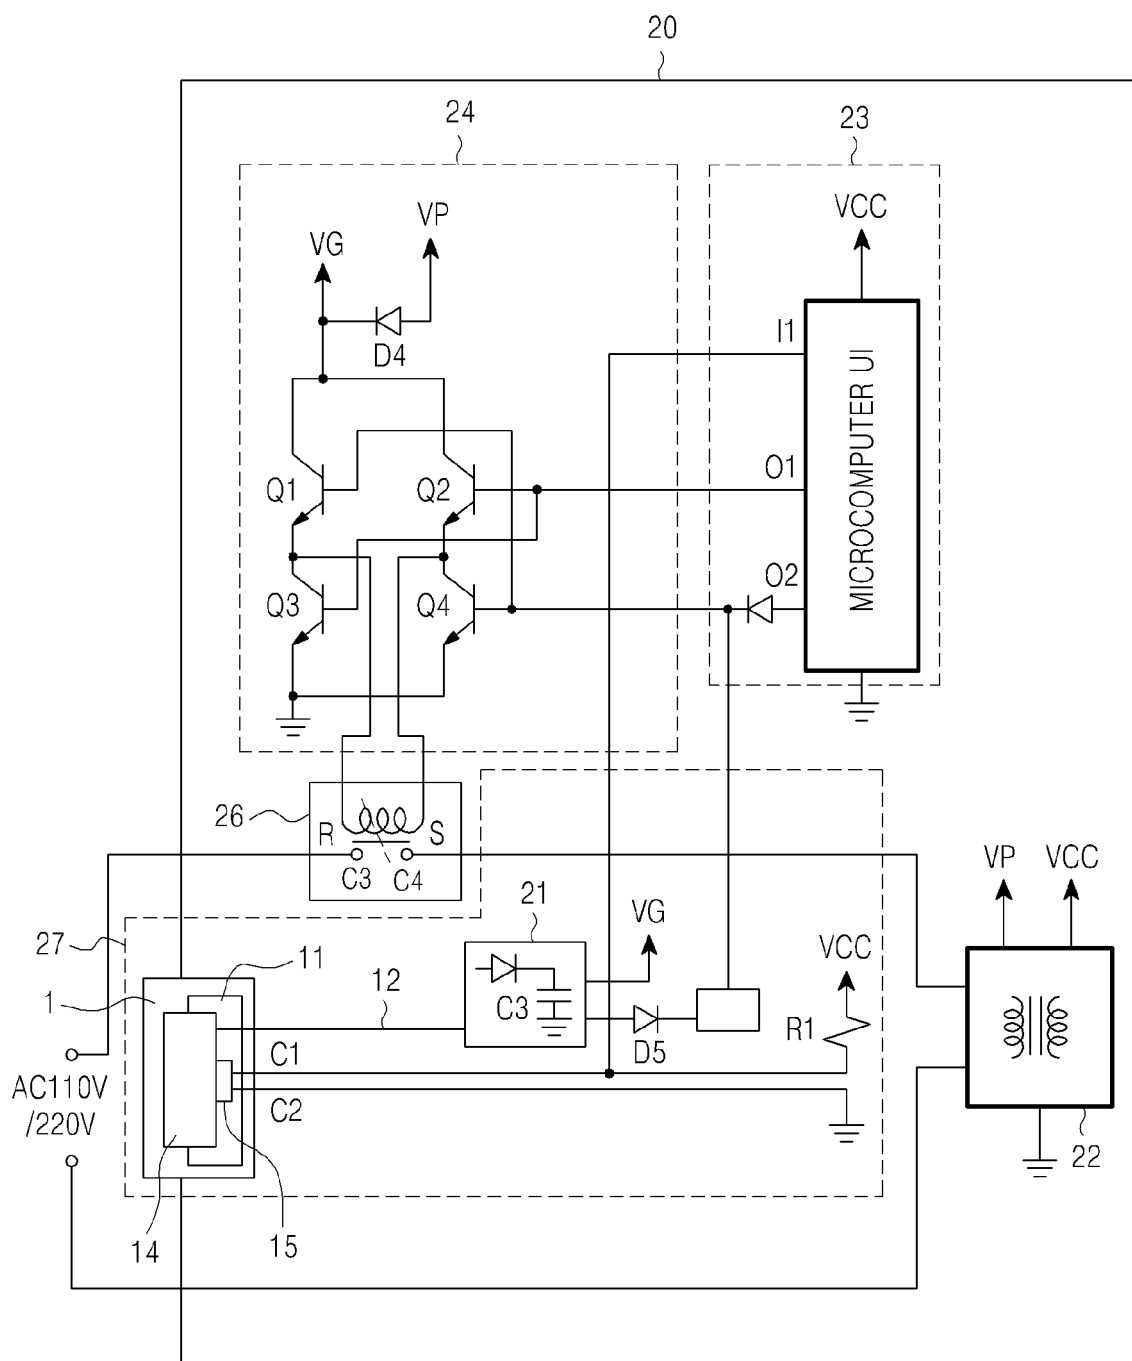 20
24
23
VCC
VP
VG
I1
D4
MICROCOMPUTER UI
O1
Q1
Q2
O2
Q3
Q4
26
R
S
C3
C4
VP
VCC
21
VG
27
VCC
11
12
1
C3
R1
D5
C1
AC110V
/220V
C2
22
14
15